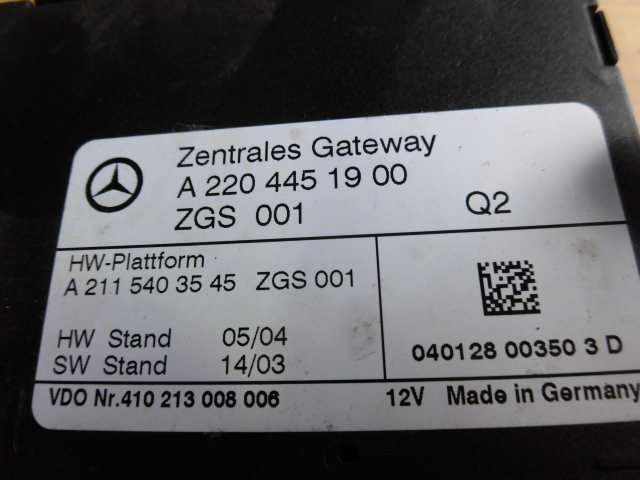 Zentrales Gateway
A 220 445 19 00
ZGS 001 Q2
HW-Plattform
A 211 540 35 45 ZGS 001
HW Stand 05/04
SW Stand 14/03
040128 00350 3 D
VDO Nr.410 213 008 006 12V Made in Germany